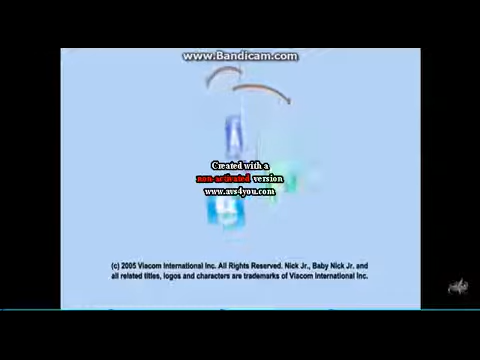 www.Bandicam.com
A
Created with a
non-activated version
www.avs4you.com
(c) 2005 Viacom International Inc. All Rights Reserved. Nick Jr., Baby Nick Jr. and
all related titles, logos and characters are trademarks of Viacom International Inc.